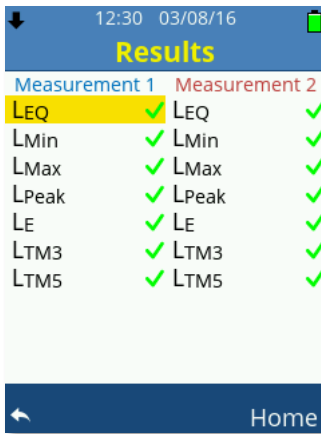 12:30 03/08/16
Results
Measurement 1 Measurement 2
LEQ LEQ
LMin LMin
LMax LMax
LPeak LPeak
LE LE
LTM3 LTM3
LTM5 LTM5
Home